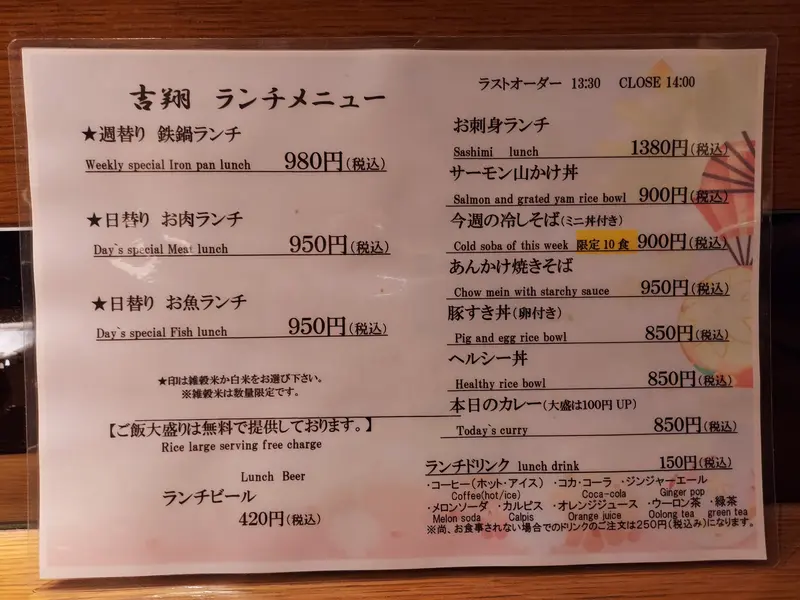 吉翔 ランチメニュー
★週替り 鉄鍋ランチ
Weekly special Iron pan lunch 980円(税込)
★日替り お肉ランチ
Day`s special Meat lunch 950円(税込)
★日替り お魚ランチ
Day`s special Fish lunch 950円(税込)
★印は雑穀米か白米をお選び下さい。
※雑穀米は数量限定です。
【ご飯大盛りは無料で提供しております。】
Rice large serving free charge
Lunch Beer
ランチビール
420円(税込)
ラストオーダー 13:30 CLOSE 14:00
お刺身ランチ
Sashimi lunch 1380円(税込)
サーモン山かけ丼
Salmon and grated yam rice bowl 900円(税込)
今週の冷しそば(ミニ丼付き)
Cold soba of this week 限定10食 900円(税込)
あんかけ焼きそば
Chow mein with starchy sauce 950円(税込)
豚すき丼(卵付き)
Pig and egg rice bowl 850円(税込)
ヘルシー丼
Healthy rice bowl 850円(税込)
本日のカレー(大盛は100円 UP)
Today`s curry 850円(税込)
ランチドリンク lunch drink 150円(税込)
・コーヒー(ホット・アイス) ・コカ・コーラ ・ジンジャーエール
Coffee(hot/ice) Coca-cola Ginger pop
・メロンソーダ ・カルピス ・オレンジジュース ・ウーロン茶 ・緑茶
Melon soda Calpis Orange juice Oolong tea green tea
※尚、お食事されない場合でのドリンクのご注文は250円(税込み)になります。